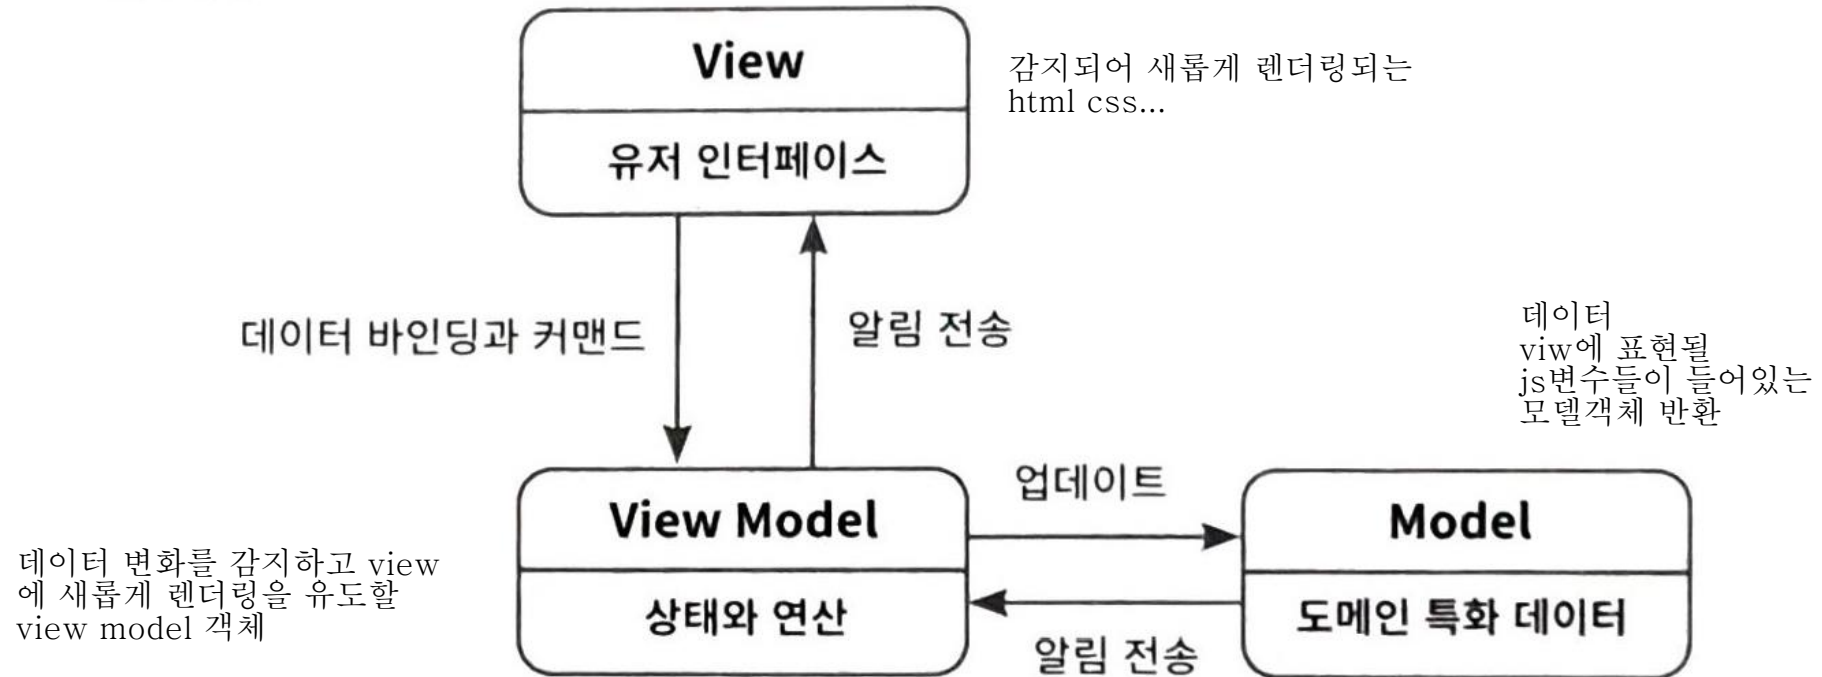 View
유저 인터페이스
감지되어 새롭게 렌더링되는
html css...
데이터 바인딩과 커맨드
알림 전송
데이터
viw에 표현될
js변수들이 들어있는
모델객체 반환
데이터 변화를 감지하고 view
에 새롭게 렌더링을 유도할
view model 객체
View Model
상태와 연산
업데이트
알림 전송
Model
도메인 특화 데이터